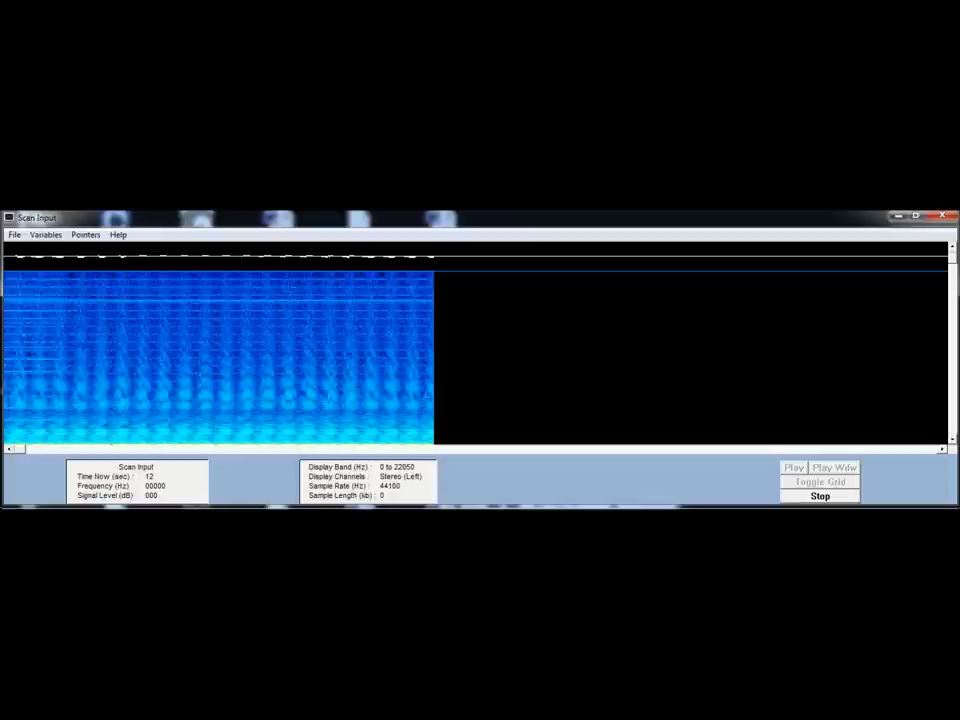 Scan Input
File Variables Pointers Help
Scan Input
Time Now (sec) : 12
Frequency (Hz) 00000
Signal Level (dB) 000
Display Band (Hz) : 0 to 22050
Display Channels : Stereo (Left)
Sample Rate (Hz) : 44100
Sample Length (kb) : 0
Play Play Wdw
Toggle Grid
Stop